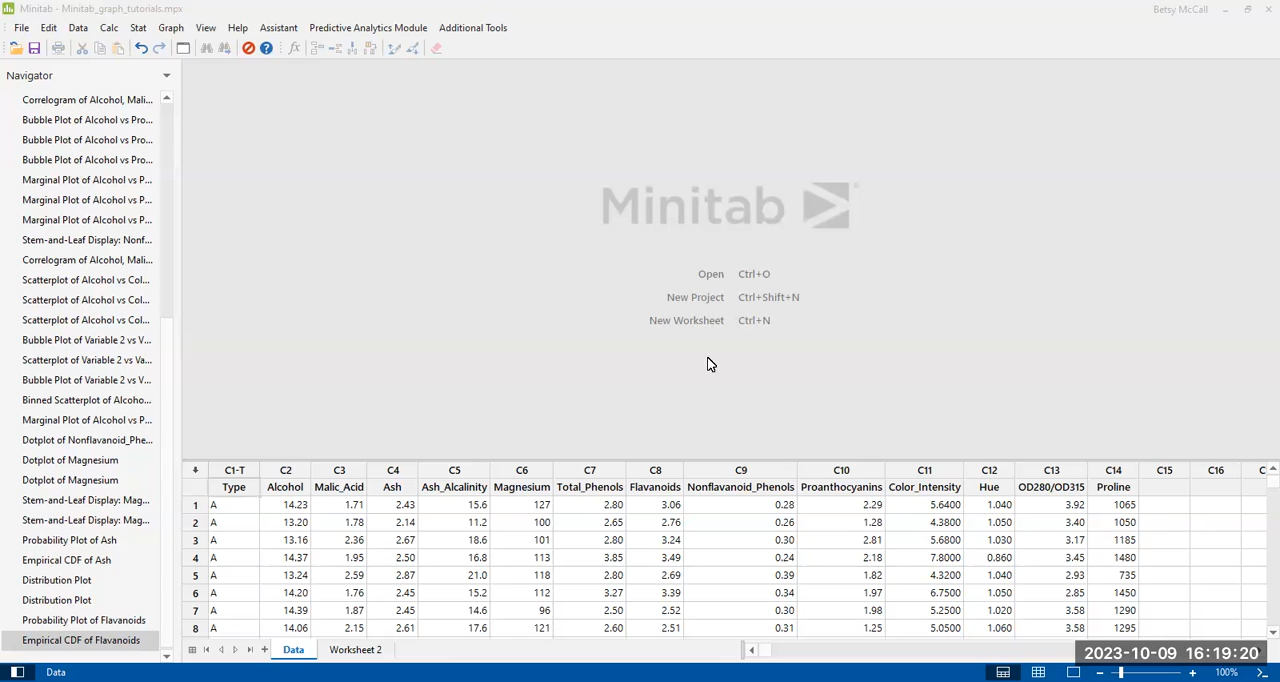 Minitab - Minitab_graph_tutorials.mpx
Betsy McCall
File Edit Data Calc Stat Graph View Help Assistant Predictive Analytics Module Additional Tools
Navigator
Correlogram of Alcohol, Mali...
Bubble Plot of Alcohol vs Pro...
Bubble Plot of Alcohol vs Pro...
Bubble Plot of Alcohol vs Pro...
Marginal Plot of Alcohol vs P...
Marginal Plot of Alcohol vs P...
Marginal Plot of Alcohol vs P...
Stem-and-Leaf Display: Nonf...
Correlogram of Alcohol, Mali...
Scatterplot of Alcohol vs Col...
Scatterplot of Alcohol vs Col...
Scatterplot of Alcohol vs Col...
Bubble Plot of Variable 2 vs V...
Scatterplot of Variable 2 vs Va...
Bubble Plot of Variable 2 vs V...
Binned Scatterplot of Alcoho...
Marginal Plot of Alcohol vs P...
Dotplot of Nonflavanoid_Phe...
Dotplot of Magnesium
Dotplot of Magnesium
Stem-and-Leaf Display: Mag...
Stem-and-Leaf Display: Mag...
Probability Plot of Ash
Empirical CDF of Ash
Distribution Plot
Distribution Plot
Probability Plot of Flavanoids
Empirical CDF of Flavanoids
Minitab
Open Ctrl+O
New Project Ctrl+Shift+N
New Worksheet Ctrl+N
C1-T C2 C3 C4 C5 C6 C7 C8 C9 C10 C11 C12 C13 C14 C15 C16 C
Type Alcohol Malic_Acid Ash Ash_Alcalinity Magnesium Total_Phenols Flavanoids Nonflavanoid_Phenols Proanthocyanins Color_Intensity Hue OD280/OD315 Proline
1 A 14.23 1.71 2.43 15.6 127 2.80 3.06 0.28 2.29 5.6400 1.040 3.92 1065
2 A 13.20 1.78 2.14 11.2 100 2.65 2.76 0.26 1.28 4.3800 1.050 3.40 1050
3 A 13.16 2.36 2.67 18.6 101 2.80 3.24 0.30 2.81 5.6800 1.030 3.17 1185
4 A 14.37 1.95 2.50 16.8 113 3.85 3.49 0.24 2.18 7.8000 0.860 3.45 1480
5 A 13.24 2.59 2.87 21.0 118 2.80 2.69 0.39 1.82 4.3200 1.040 2.93 735
6 A 14.20 1.76 2.45 15.2 112 3.27 3.39 0.34 1.97 6.7500 1.050 2.85 1450
7 A 14.39 1.87 2.45 14.6 96 2.50 2.52 0.30 1.98 5.2500 1.020 3.58 1290
8 A 14.06 2.15 2.61 17.6 121 2.60 2.51 0.31 1.25 5.0500 1.060 3.58 1295
Data Worksheet 2
2023-10-09 16:19:20
Data
100%